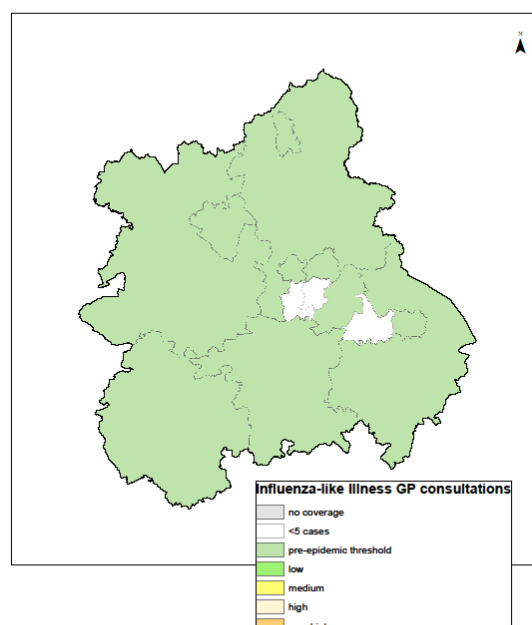 N
Influenza-like Illness GP consultations
no coverage
<5 cases
pre-epidemic threshold
low
medium
high